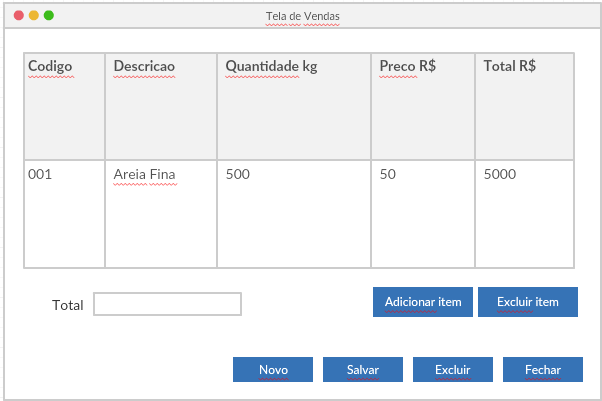 Tela de Vendas
Codigo Descricao Quantidade kg Preco R$ Total R$
001 Areia Fina 500 50 5000
Total Adicionar item Excluir item
Novo Salvar Excluir Fechar